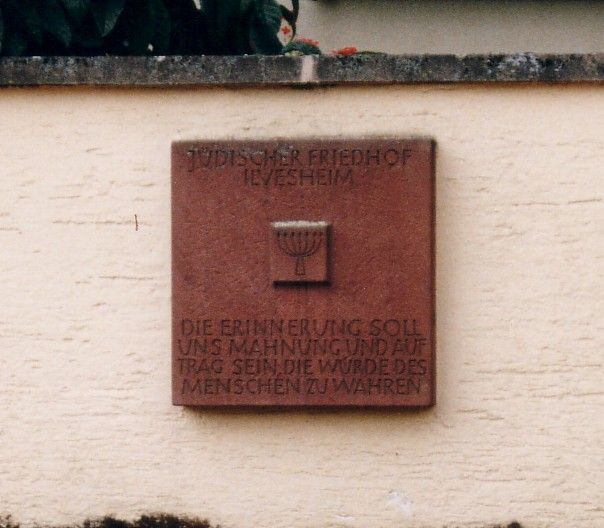 JÜDISCHER FRIEDHOF
ILVESHEIM
DIE ERINNERUNG SOLL
UNS MAHNUNG UND AUF
TRAG SEIN, DIE WÜRDE DES
MENSCHEN ZU WAHREN